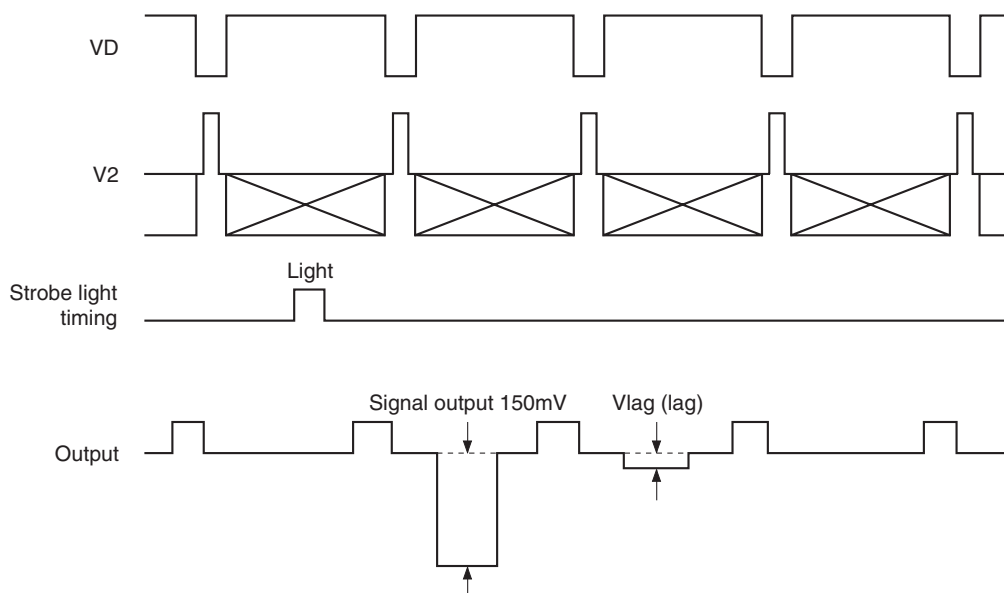 VD
V2
Light
Strobe light
timing
Signal output 150mV
Vlag (lag)
Output